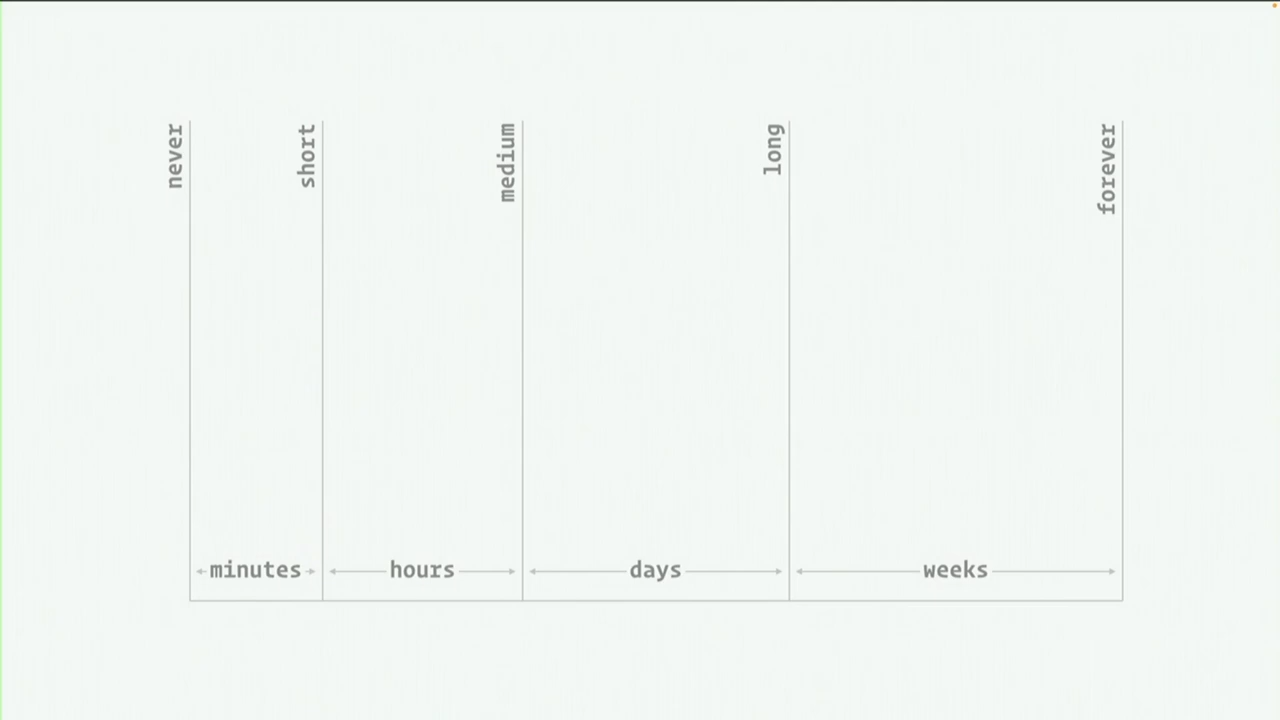 never
short
medium
long
forever
minutes
hours
days
weeks